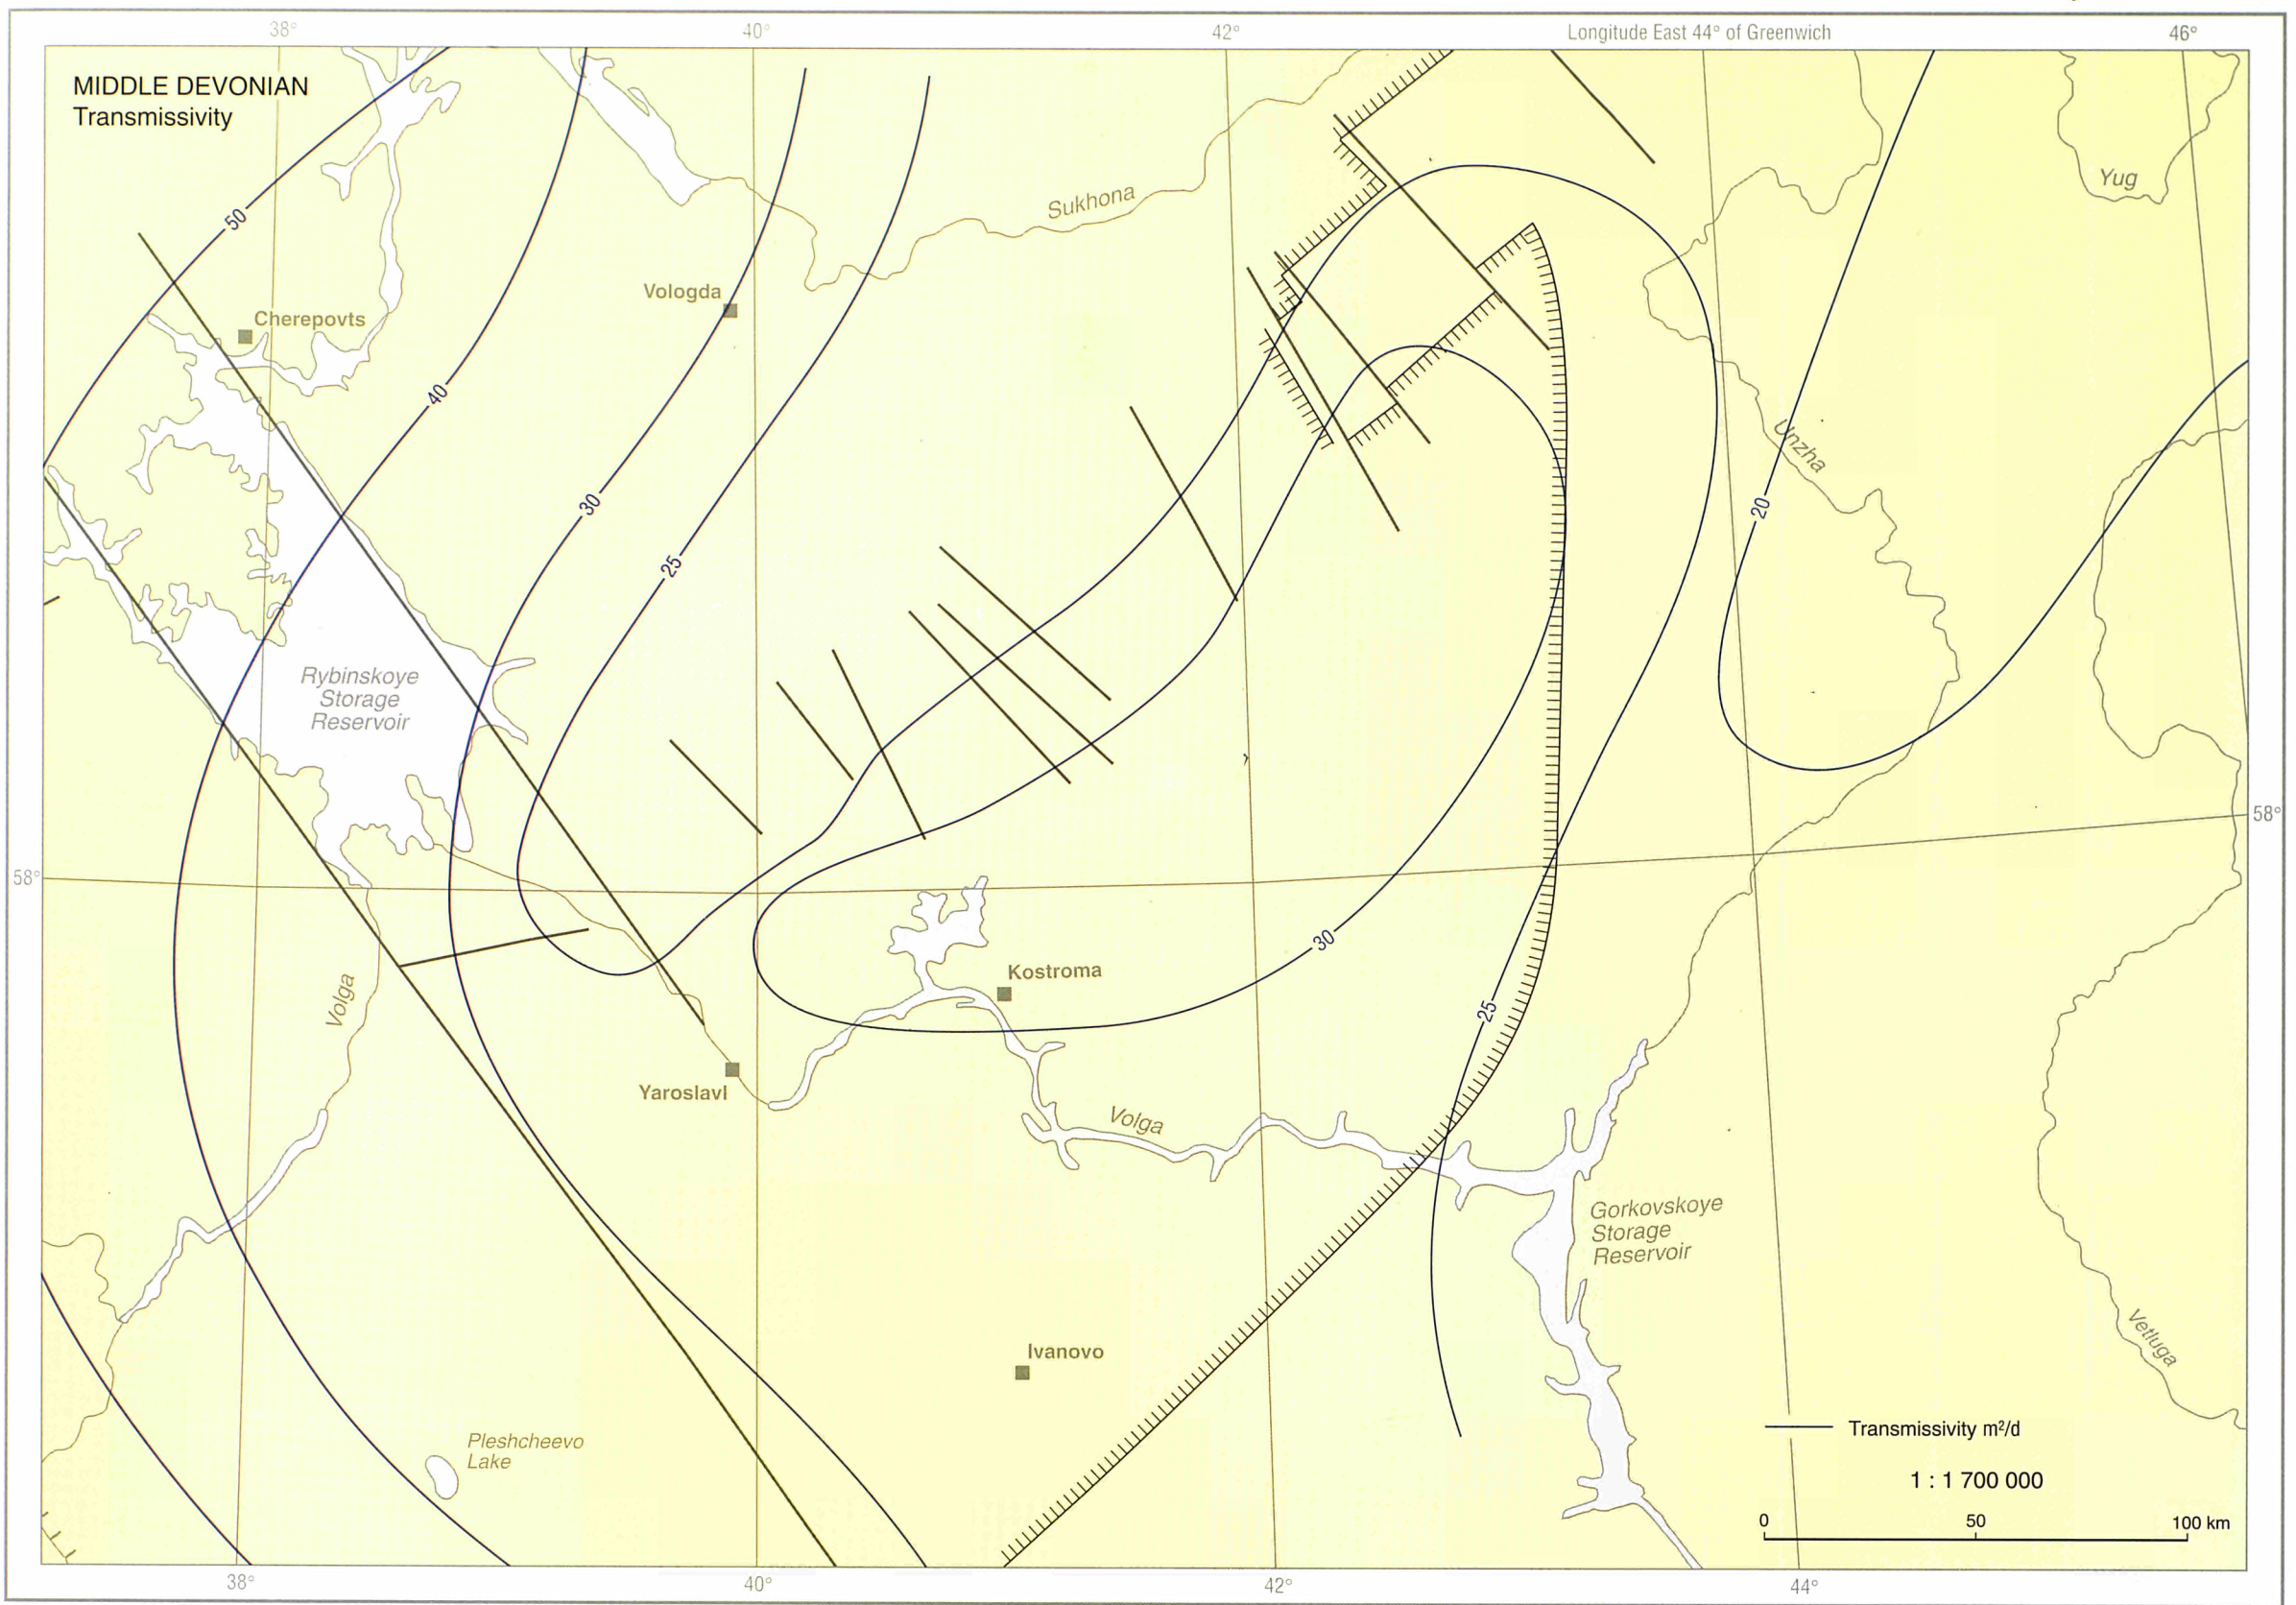 38°
40°
42°
Longitude East 44° of Greenwich
46°
MIDDLE DEVONIAN
Transmissivity
Yug
Sukhona
50
Vologda
Cherepovts
40
Unzha
30
20
25
Rybinskoye
Storage
Reservoir
58°
58°
30
Kostroma
Volga
25
Yaroslavl
Volga
Gorkovskoye
Storage
Reservoir
Ivanovo
Vetluga
Pleshcheevo
Lake
Transmissivity m²/d
1 : 1 700 000
0
50
100 km
38°
40°
42°
44°